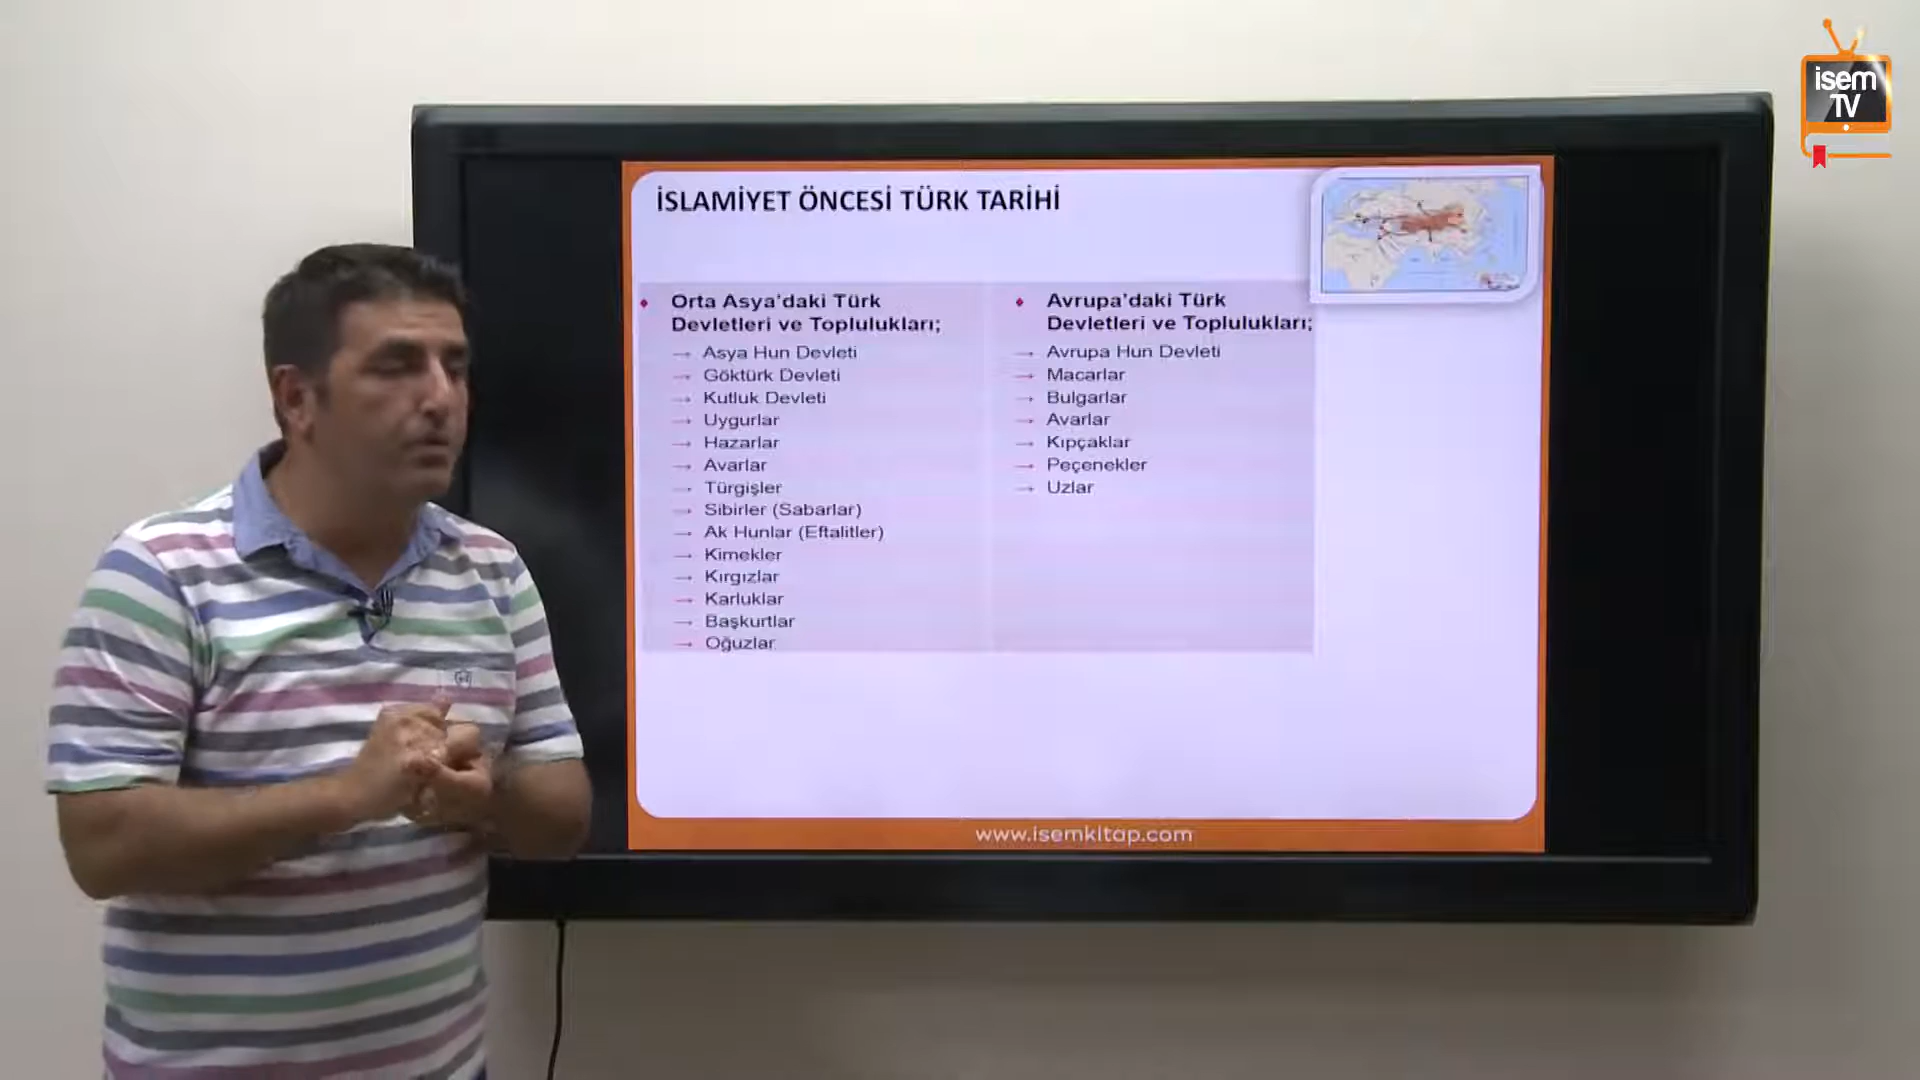 isem
TV
İSLAMİYET ÖNCESİ TÜRK TARİHİ
Orta Asya'daki Türk
Devletleri ve Toplulukları;
→ Asya Hun Devleti
→ Göktürk Devleti
→ Kutluk Devleti
→ Uygurlar
→ Hazarlar
→ Avarlar
→ Türgişler
→ Sibirler (Sabarlar)
→ Ak Hunlar (Eftalitler)
→ Kimekler
→ Kırgızlar
→ Karluklar
→ Başkurtlar
→ Oğuzlar
Avrupa'daki Türk
Devletleri ve Toplulukları;
→ Avrupa Hun Devleti
→ Macarlar
→ Bulgarlar
→ Avarlar
→ Kıpçaklar
→ Peçenekler
→ Uzlar
www.isemkitap.com